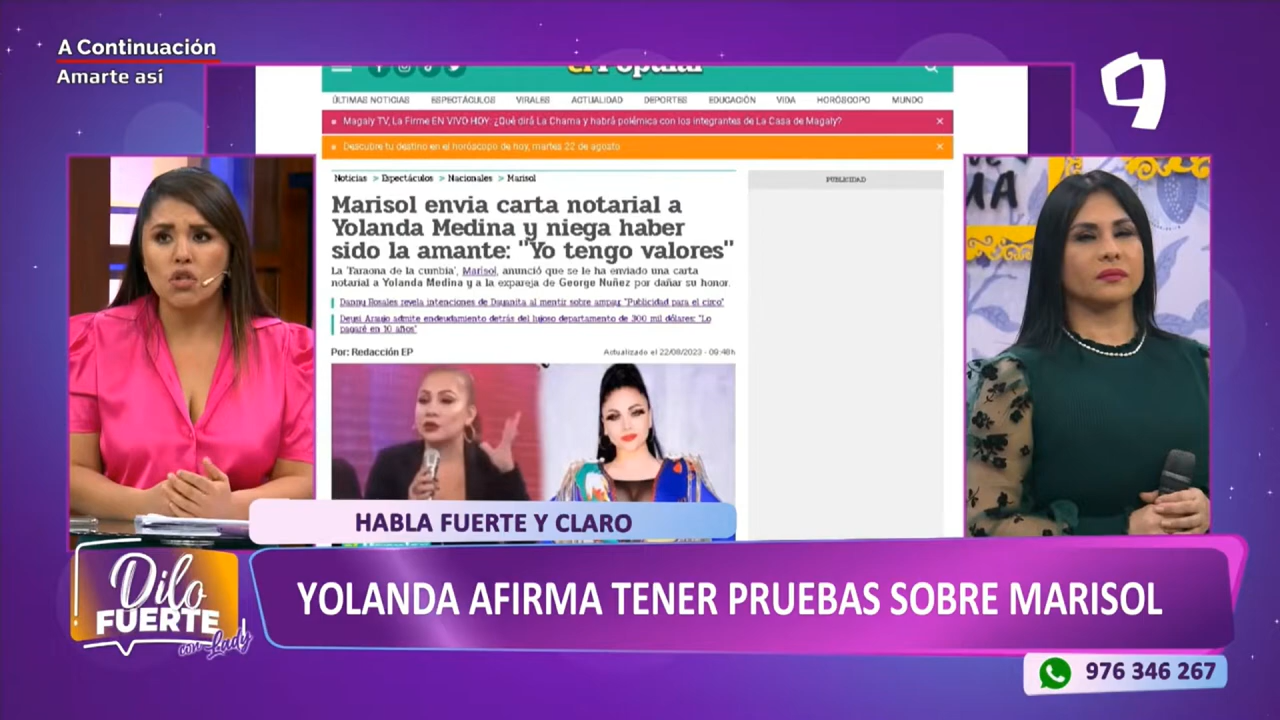 A Continuación
Amarte así
el Popular
ÚLTIMAS NOTICIAS ESPECTÁCULOS VIRALES ACTUALIDAD DEPORTES EDUCACIÓN VIDA HORÓSCOPO MUNDO
Magaly TV, La Firme EN VIVO HOY: ¿Qué dirá La Chama y habrá polémica con los integrantes de La Casa de Magaly?
Descubre tu destino en el horóscopo de hoy, martes 22 de agosto
Noticias > Espectáculos > Nacionales > Marisol
PUBLICIDAD
Marisol envia carta notarial a
Yolanda Medina y niega haber
sido la amante: "Yo tengo valores"
La 'Faraona de la cumbia', Marisol, anunció que se le ha enviado una carta
notarial a Yolanda Medina y a la expareja de George Nuñez por dañar su honor.
Danny Rosales revela intenciones de Dayanita al mentir sobre ampay: "Publicidad para el circo"
Deysi Araujo admite endeudamiento detrás del lujoso departamento de 300 mil dólares: "Lo
pagaré en 10 años"
Por: Redacción EP
Actualizado el 22/08/2023 - 09:48h
HABLA FUERTE Y CLARO
Dilo
FUERTE
con Lady
YOLANDA AFIRMA TENER PRUEBAS SOBRE MARISOL
976 346 267